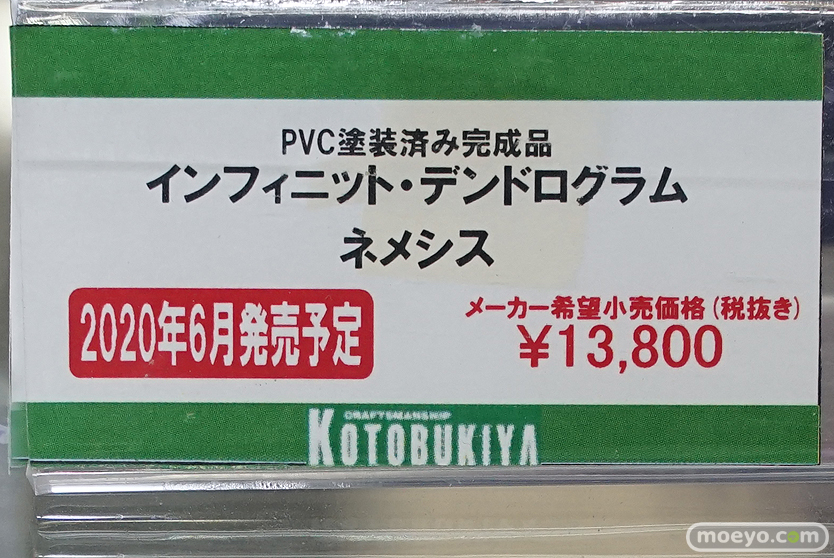 PVC塗装済み完成品
インフィニット・デンドログラム
ネメシス
2020年6月発売予定
メーカー希望小売価格(税抜き)
¥13,800
CRAFTSMANSHIP
KOTOBUKIYA
moeyo.com